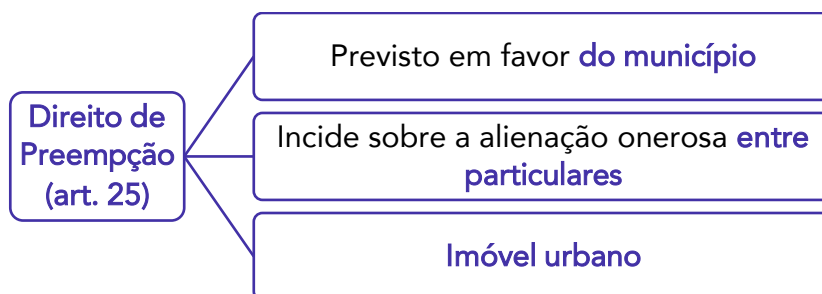 Direito de
Preempção
(art. 25)
Previsto em favor do município
Incide sobre a alienação onerosa entre
particulares
Imóvel urbano